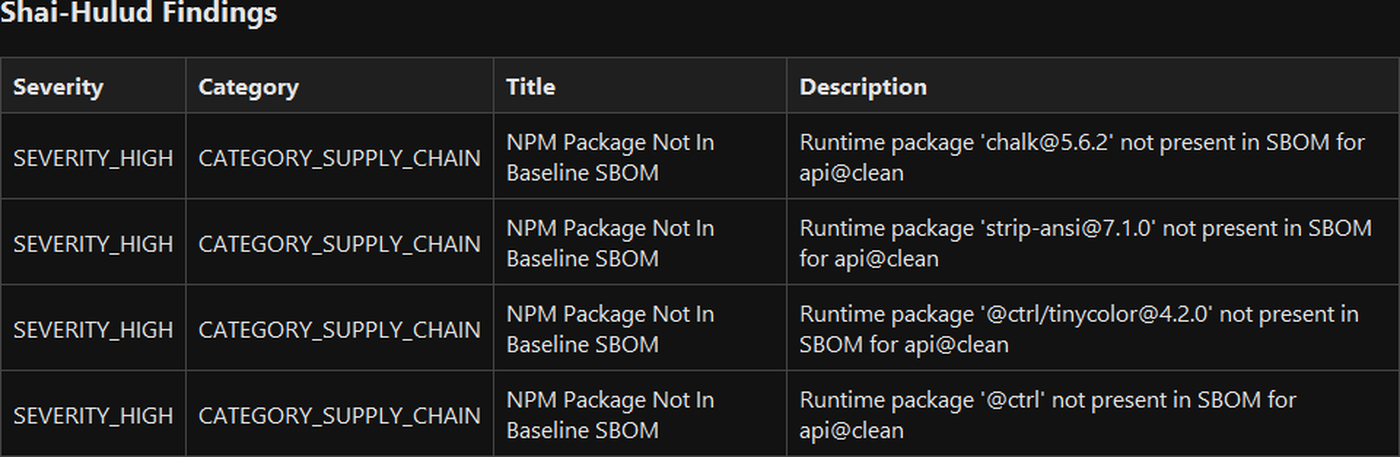 Shai-Hulud Findings
Severity Category Title Description
SEVERITY_HIGH CATEGORY_SUPPLY_CHAIN NPM Package Not In Baseline SBOM Runtime package 'chalk@5.6.2' not present in SBOM for api@clean
SEVERITY_HIGH CATEGORY_SUPPLY_CHAIN NPM Package Not In Baseline SBOM Runtime package 'strip-ansi@7.1.0' not present in SBOM for api@clean
SEVERITY_HIGH CATEGORY_SUPPLY_CHAIN NPM Package Not In Baseline SBOM Runtime package '@ctrl/tinycolor@4.2.0' not present in SBOM for api@clean
SEVERITY_HIGH CATEGORY_SUPPLY_CHAIN NPM Package Not In Baseline SBOM Runtime package '@ctrl' not present in SBOM for api@clean